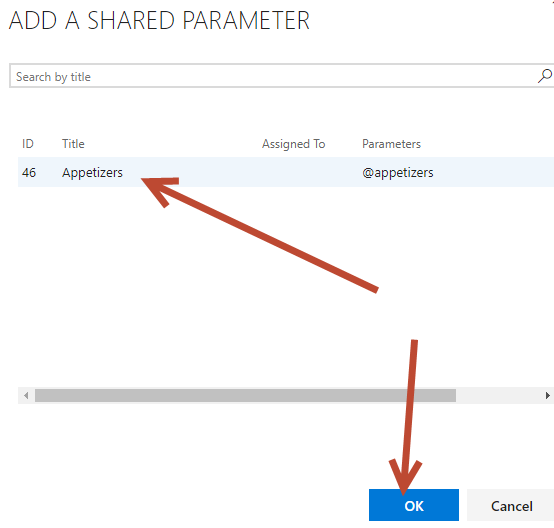 ADD A SHARED PARAMETER
Search by title
ID Title Assigned To Parameters
46 Appetizers @appetizers
OK Cancel